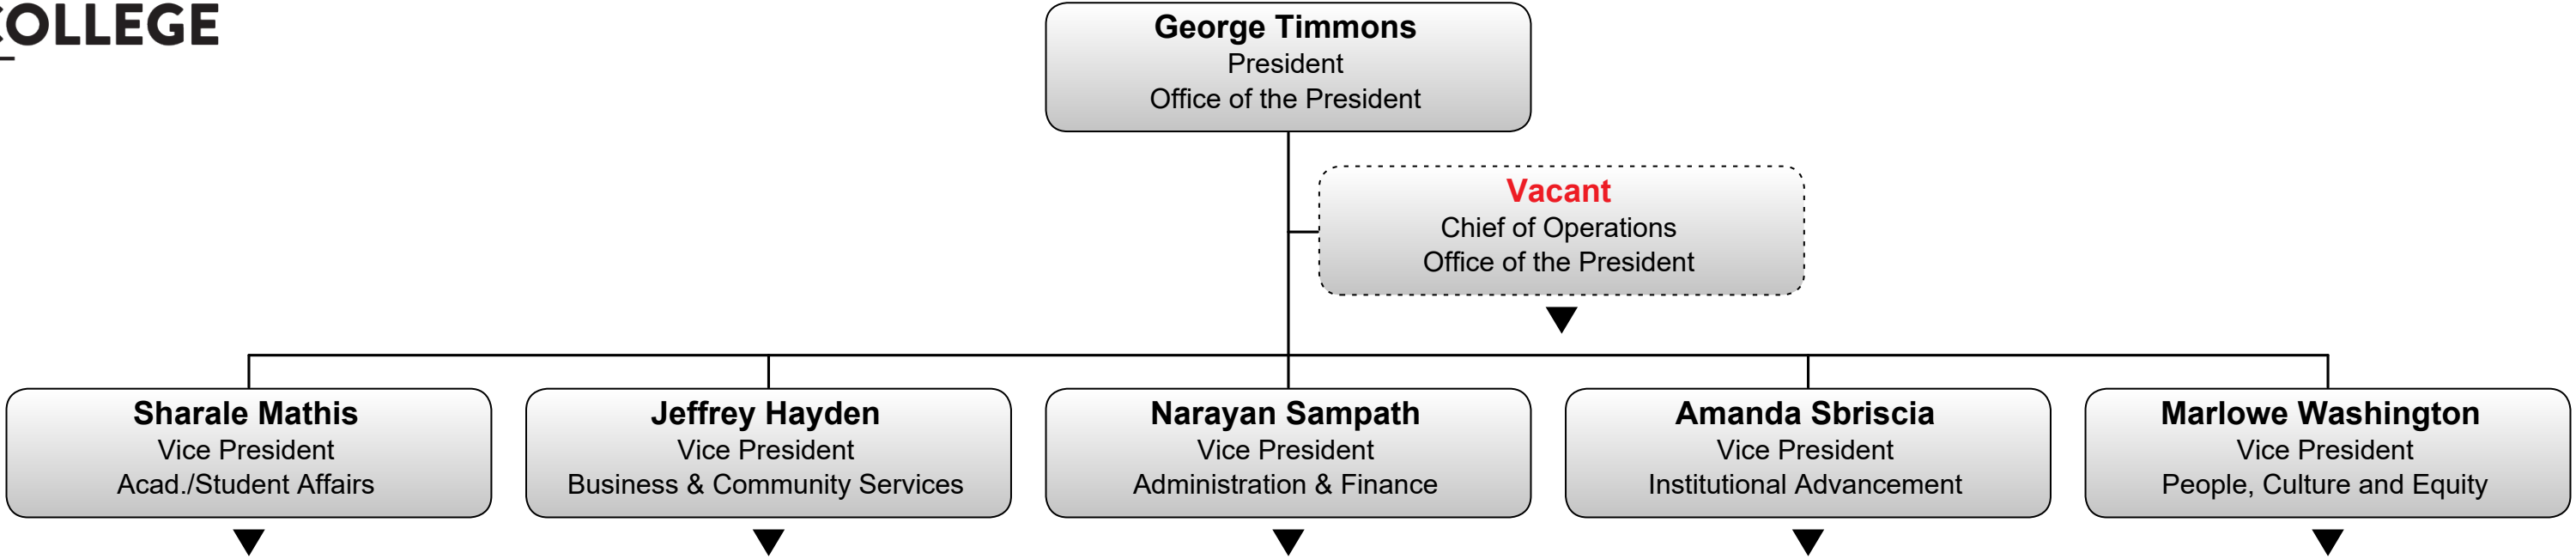 COLLEGE
George Timmons
President
Office of the President
Vacant
Chief of Operations
Office of the President
Sharale Mathis
Vice President
Acad./Student Affairs
Jeffrey Hayden
Vice President
Business & Community Services
Narayan Sampath
Vice President
Administration & Finance
Amanda Sbriscia
Vice President
Institutional Advancement
Marlowe Washington
Vice President
People, Culture and Equity